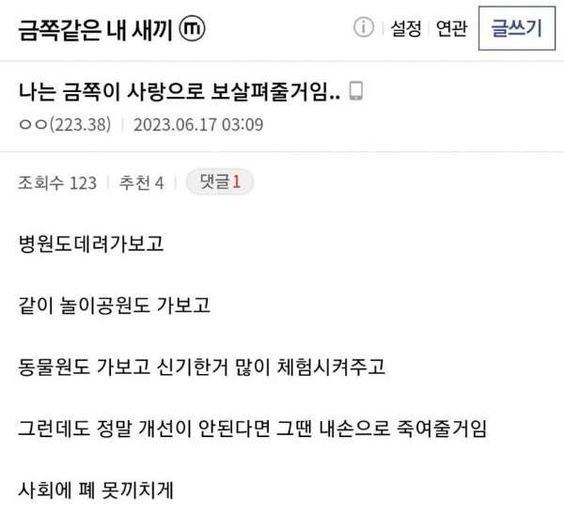 금쪽같은 내 새끼 ⓜ
설정 연관 글쓰기
나는 금쪽이 사랑으로 보살펴줄거임..
ㅇㅇ(223.38) 2023.06.17 03:09
조회수 123 추천 4 댓글 1
병원도데려가보고
같이 놀이공원도 가보고
동물원도 가보고 신기한거 많이 체험시켜주고
그런데도 정말 개선이 안된다면 그땐 내손으로 죽여줄거임
사회에 폐 못끼치게